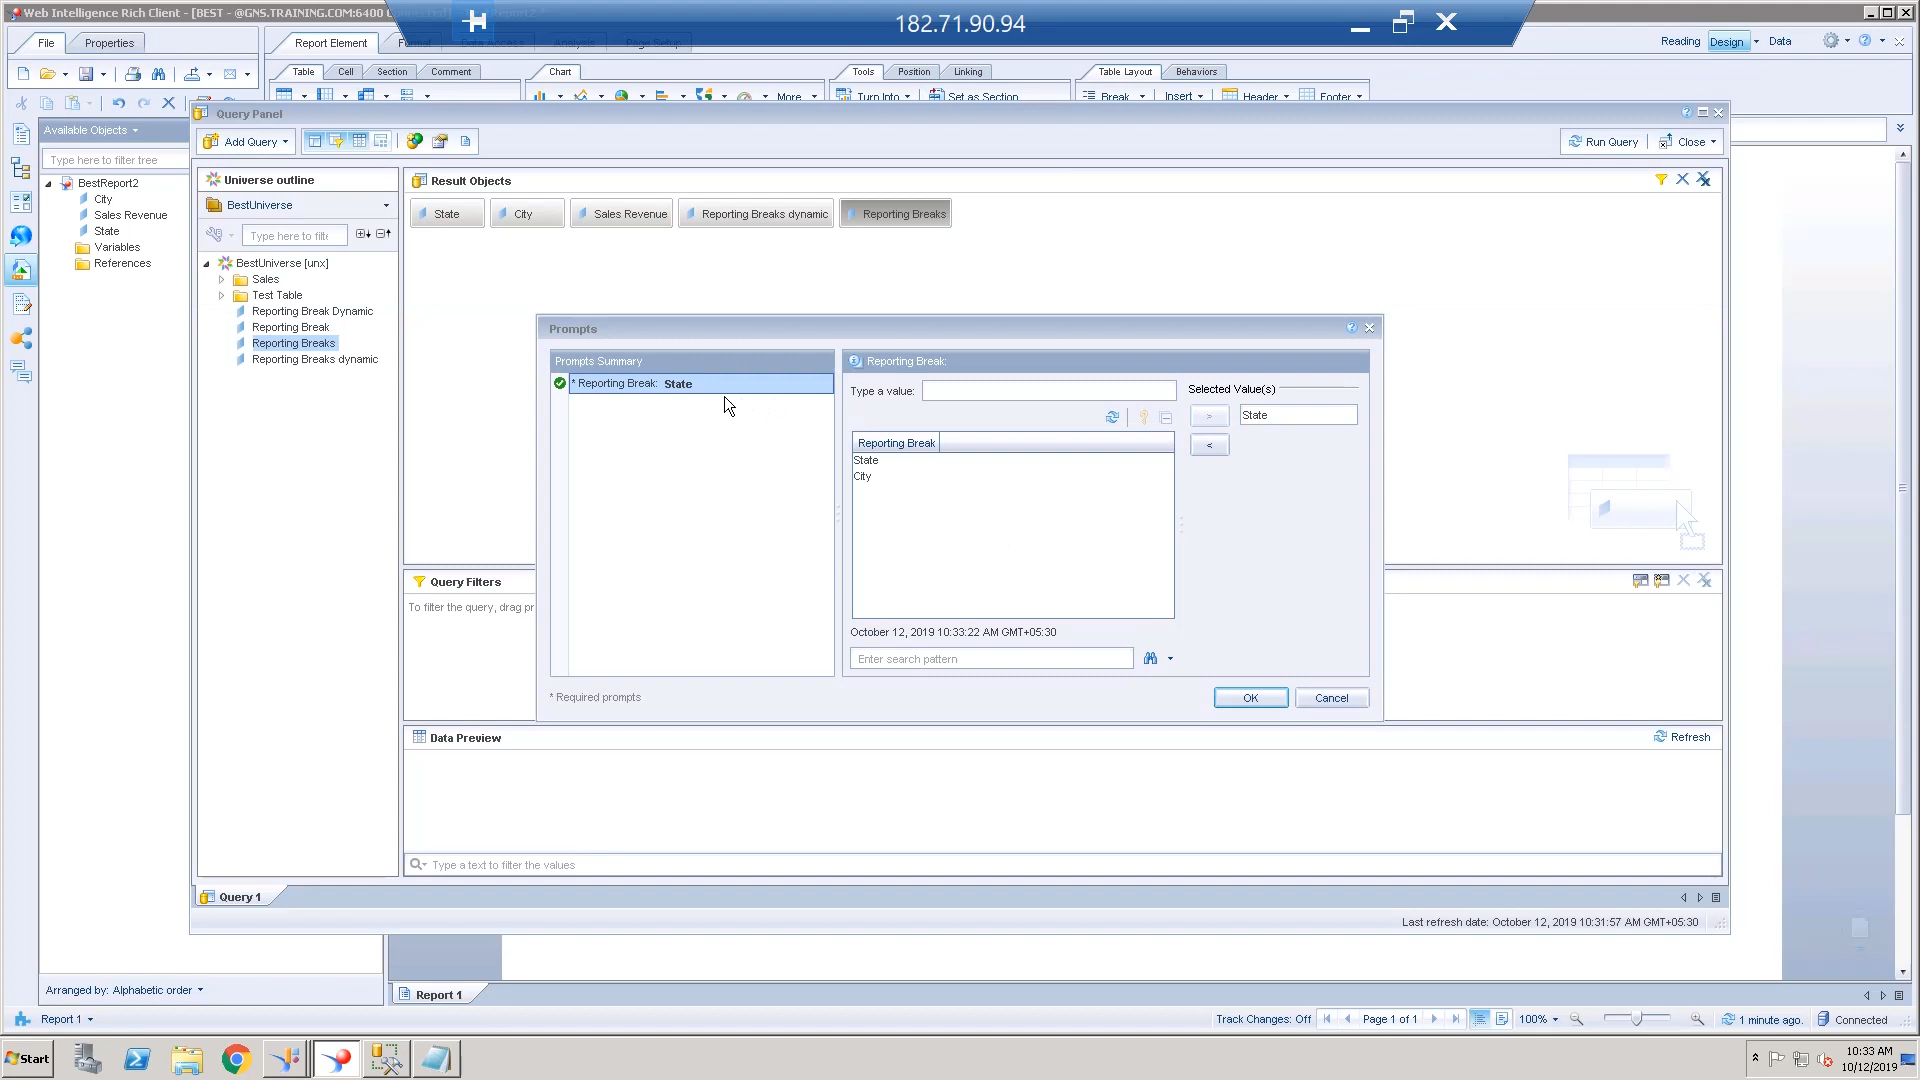 Web Intelligence Rich Client - [BEST - @GNS.TRAINING.COM:6400
182.71.90.94
File
Properties
Report Element
Reading
Design
Data
Table
Cell
Section
Comment
Chart
Tools
Position
Linking
Table Layout
Behaviors
More
Turn Into
Set as Section
Break
Insert
Header
Footer
Available Objects
Type here to filter tree
BestReport2
City
Sales Revenue
State
Variables
References
Query Panel
Add Query
Run Query
Close
Universe outline
BestUniverse
Type here to filte
BestUniverse [unx]
Sales
Test Table
Reporting Break Dynamic
Reporting Break
Reporting Breaks
Reporting Breaks dynamic
Result Objects
State
City
Sales Revenue
Reporting Breaks dynamic
Reporting Breaks
Prompts
Prompts Summary
* Reporting Break: State
Reporting Break:
Type a value:
Selected Value(s)
State
Reporting Break
State
City
October 12, 2019 10:33:22 AM GMT+05:30
Enter search pattern
* Required prompts
OK
Cancel
Query Filters
To filter the query, drag pr
Data Preview
Refresh
Type a text to filter the values
Query 1
Last refresh date: October 12, 2019 10:31:57 AM GMT+05:30
Arranged by: Alphabetic order
Report 1
Report 1
Track Changes: Off
Page 1 of 1
100%
1 minute ago.
Connected
Start
10:33 AM
10/12/2019